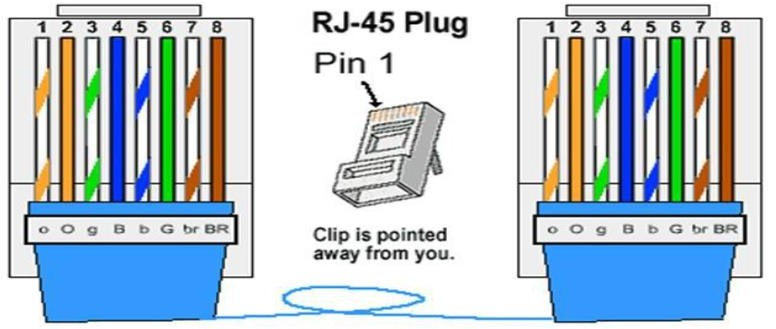 1 2 3 4 5 6 7 8
o O g B b G br BR
RJ-45 Plug
Pin 1
Clip is pointed
away from you.
1 2 3 4 5 6 7 8
o O g B b G br BR